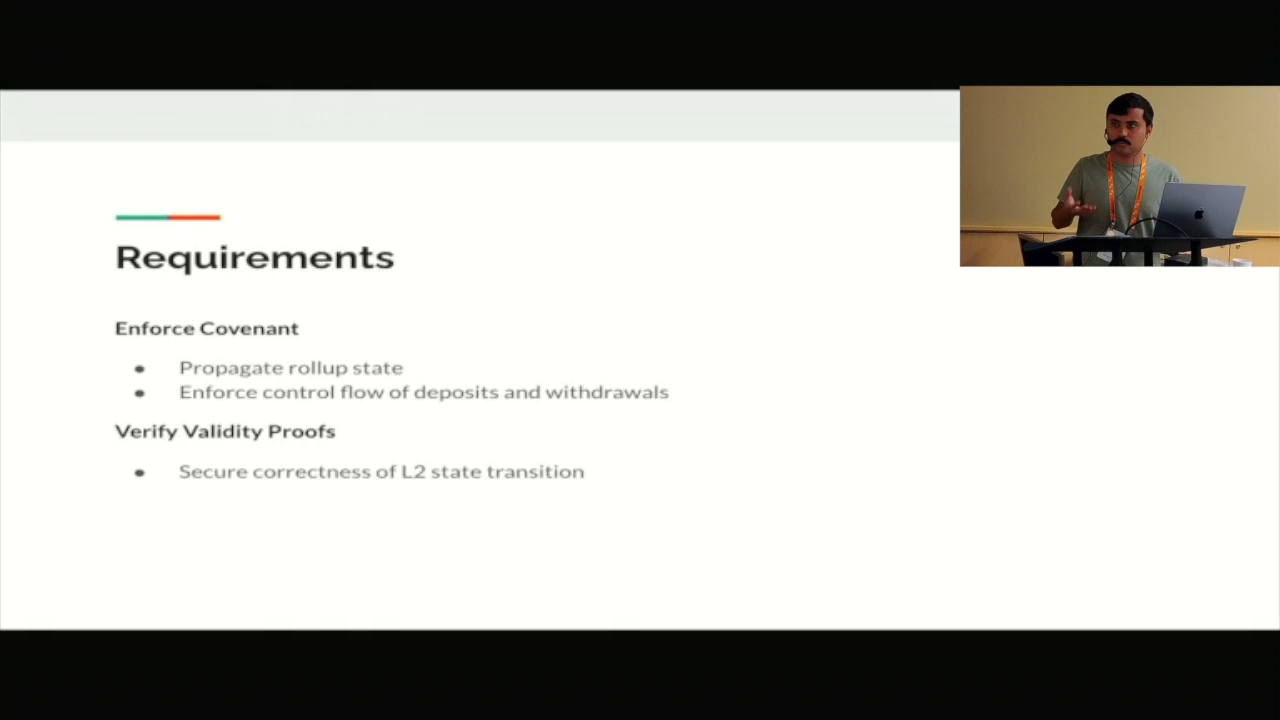 Requirements
Enforce Covenant
● Propagate rollup state
● Enforce control flow of deposits and withdrawals
Verify Validity Proofs
● Secure correctness of L2 state transition